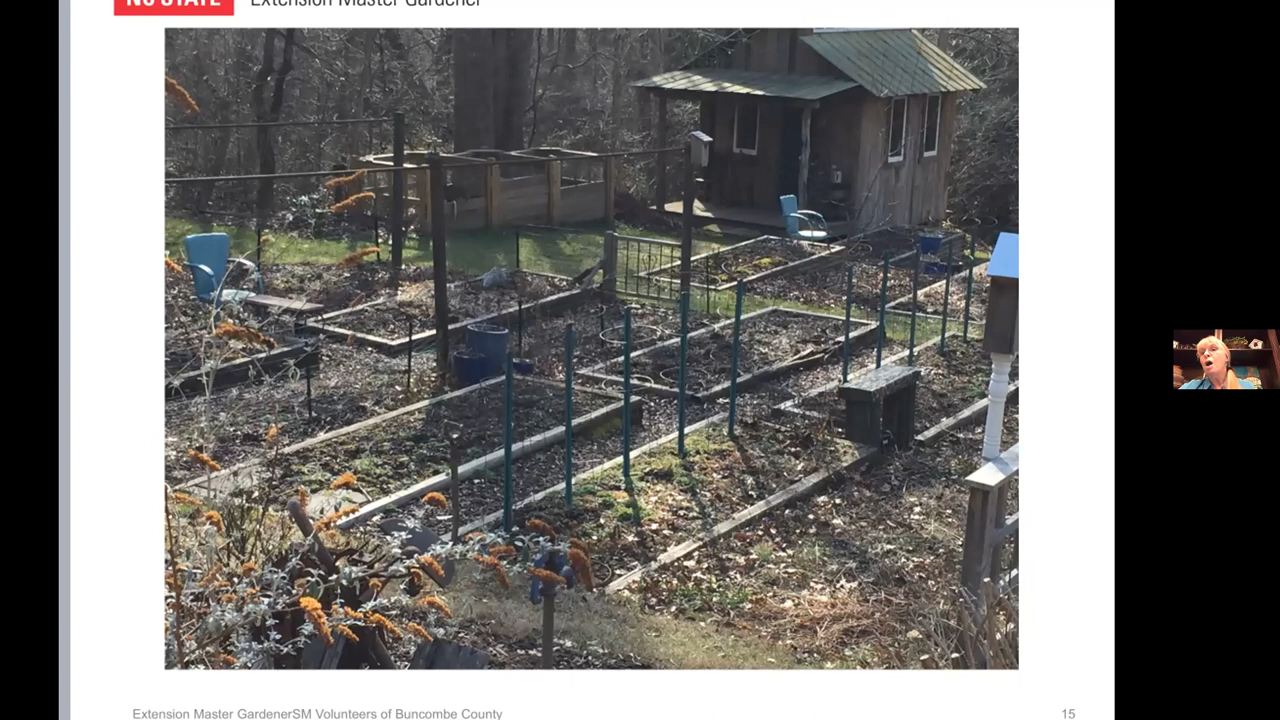 NC STATE Extension Master Gardener
Extension Master GardenerSM Volunteers of Buncombe County 15